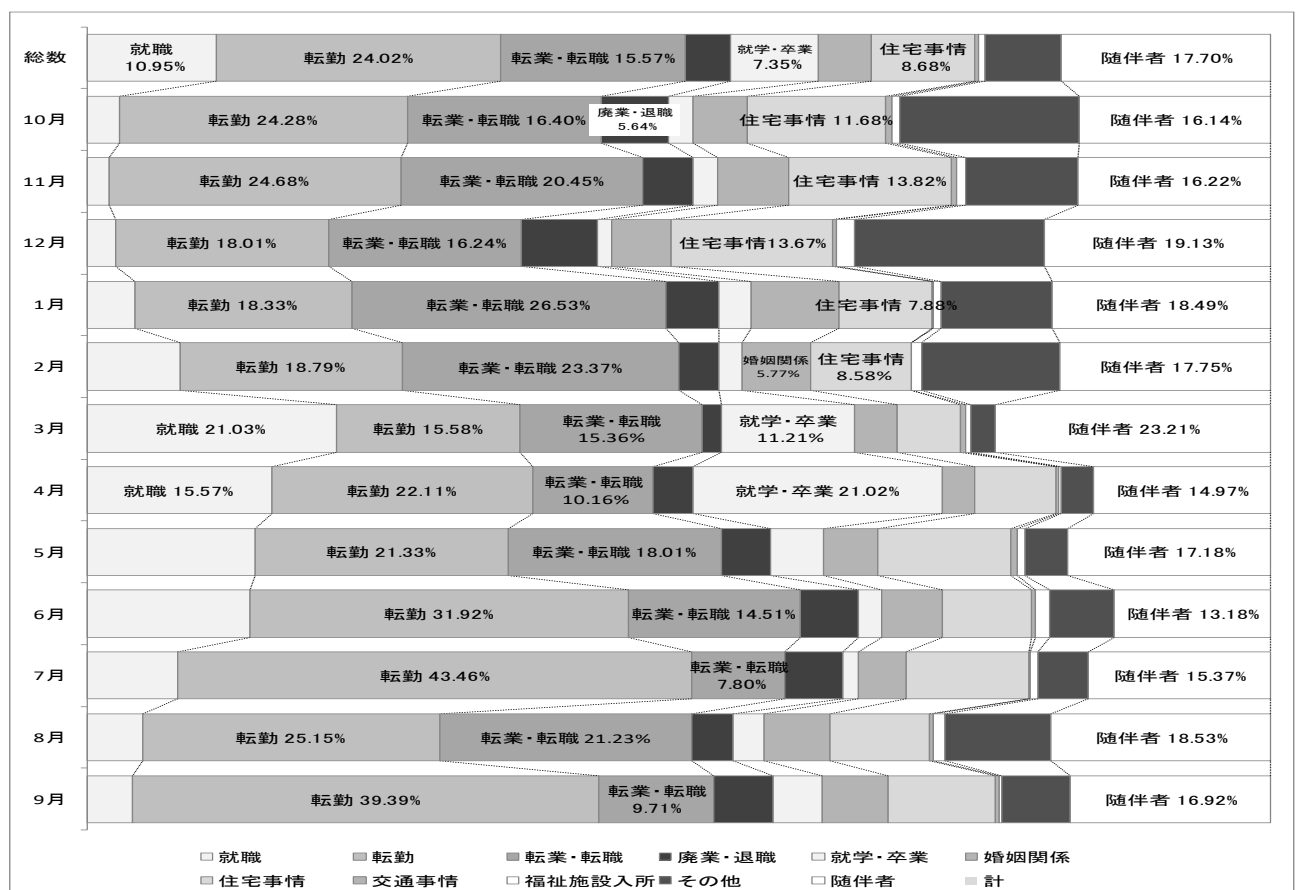 総数
就職
10.95%
転勤 24.02%
転業・転職 15.57%
就学・卒業
7.35%
住宅事情
8.68%
随伴者 17.70%
10月
転勤 24.28%
転業・転職 16.40%
廃業・退職
5.64%
住宅事情 11.68%
随伴者 16.14%
11月
転勤 24.68%
転業・転職 20.45%
住宅事情 13.82%
随伴者 16.22%
12月
転勤 18.01%
転業・転職 16.24%
住宅事情13.67%
随伴者 19.13%
1月
転勤 18.33%
転業・転職 26.53%
住宅事情 7.88%
随伴者 18.49%
2月
転勤 18.79%
転業・転職 23.37%
婚姻関係
5.77%
住宅事情
8.58%
随伴者 17.75%
3月
就職 21.03%
転勤 15.58%
転業・転職
15.36%
就学・卒業
11.21%
随伴者 23.21%
4月
就職 15.57%
転勤 22.11%
転業・転職
10.16%
就学・卒業 21.02%
随伴者 14.97%
5月
転勤 21.33%
転業・転職 18.01%
随伴者 17.18%
6月
転勤 31.92%
転業・転職 14.51%
随伴者 13.18%
7月
転勤 43.46%
転業・転職
7.80%
随伴者 15.37%
8月
転勤 25.15%
転業・転職 21.23%
随伴者 18.53%
9月
転勤 39.39%
転業・転職
9.71%
随伴者 16.92%
就職 転勤 転業・転職 廃業・退職 就学・卒業 婚姻関係
住宅事情 交通事情 福祉施設入所 その他 随伴者 計